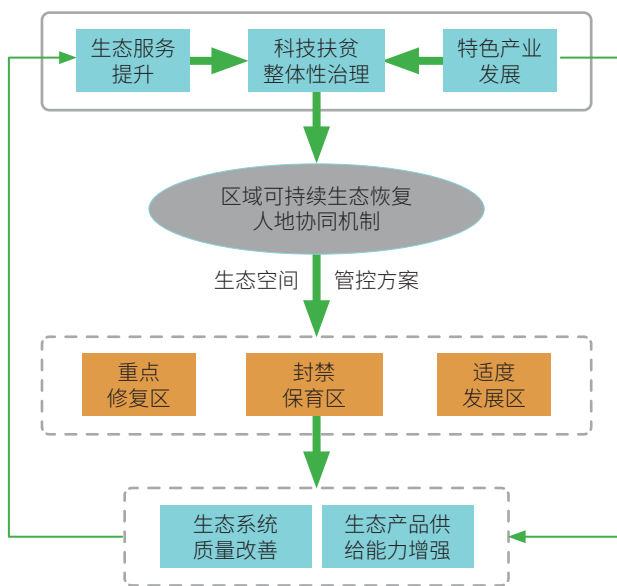 生态服务
提升
科技扶贫
整体性治理
特色产业
发展
区域可持续生态恢复
人地协同机制
生态空间 管控方案
重点
修复区
封禁
保育区
适度
发展区
生态系统
质量改善
生态产品供
给能力增强